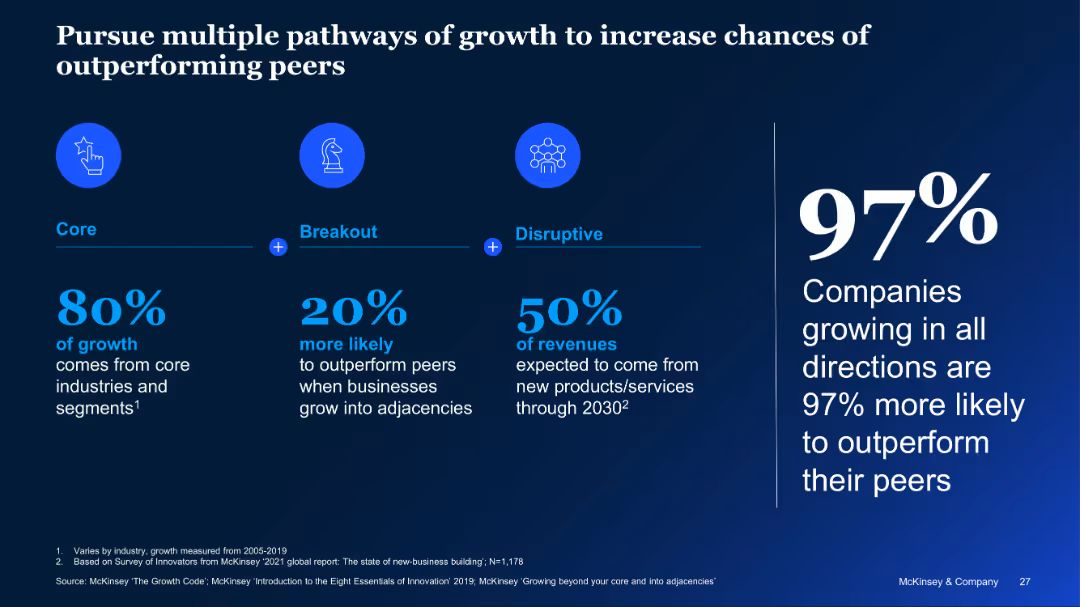 Pursue multiple pathways of growth to increase chances of
outperforming peers
Core
80%
of growth
comes from core
industries and
segments1
+
Breakout
20%
more likely
to outperform peers
when businesses
grow into adjacencies
+
Disruptive
50%
of revenues
expected to come from
new products/services
through 20302
97%
Companies
growing in all
directions are
97% more likely
to outperform
their peers
1. Varies by industry, growth measured from 2005-2019
2. Based on Survey of Innovators from McKinsey '2021 global report: The state of new-business building'; N=1,178
Source: McKinsey 'The Growth Code'; McKinsey 'Introduction to the Eight Essentials of Innovation' 2019; McKinsey 'Growing beyond your core and into adjacencies'
McKinsey & Company 27